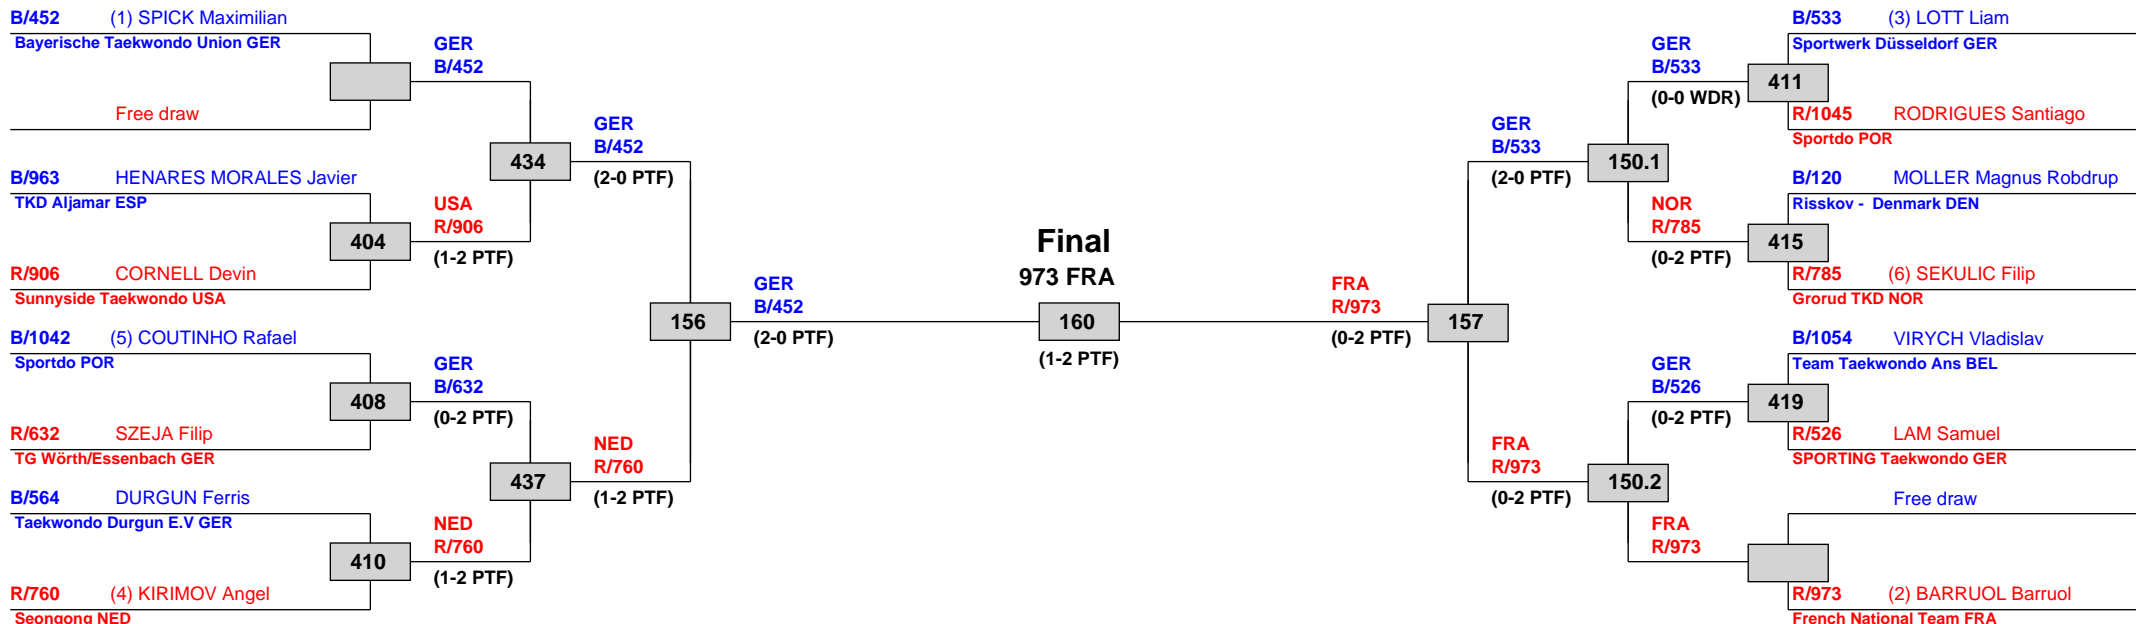 B/452 (1) SPICK Maximilian
Bayerische Taekwondo Union GER
Free draw
B/963 HENARES MORALES Javier
TKD Aljamar ESP
404
R/906 CORNELL Devin
Sunnyside Taekwondo USA
B/1042 (5) COUTINHO Rafael
Sportdo POR
408
R/632 SZEJA Filip
TG Wörth/Essenbach GER
B/564 DURGUN Ferris
Taekwondo Durgun E.V GER
410
R/760 (4) KIRIMOV Angel
Seongong NED
GER
B/452
434
USA
R/906
(1-2 PTF)
GER
B/632
(0-2 PTF)
437
NED
R/760
(1-2 PTF)
GER
B/452
(2-0 PTF)
156
NED
R/760
(1-2 PTF)
GER
B/452
(2-0 PTF)
Final
973 FRA
160
(1-2 PTF)
FRA
R/973
(0-2 PTF)
157
GER
B/533
(2-0 PTF)
FRA
R/973
(0-2 PTF)
GER
B/533
(0-0 WDR)
150.1
NOR
R/785
(0-2 PTF)
GER
B/526
(0-2 PTF)
150.2
FRA
R/973
B/533 (3) LOTT Liam
Sportwerk Düsseldorf GER
411
R/1045 RODRIGUES Santiago
Sportdo POR
B/120 MOLLER Magnus Robdrup
Risskov - Denmark DEN
415
R/785 (6) SEKULIC Filip
Grorud TKD NOR
B/1054 VIRYCH Vladislav
Team Taekwondo Ans BEL
419
R/526 LAM Samuel
SPORTING Taekwondo GER
Free draw
R/973 (2) BARRUOL Barruol
French National Team FRA